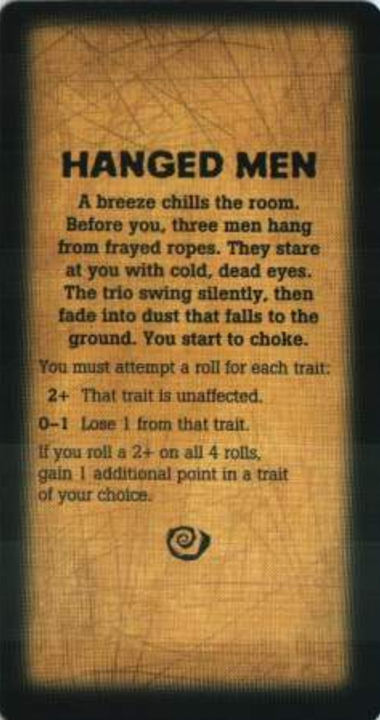 HANGED MEN
A breeze chills the room.
Before you, three men hang
from frayed ropes. They stare
at you with cold, dead eyes.
The trio swing silently, then
fade into dust that falls to the
ground. You start to choke.
You must attempt a roll for each trait:
2+ That trait is unaffected.
0–1 Lose 1 from that trait.
If you roll a 2+ on all 4 rolls,
gain 1 additional point in a trait
of your choice.